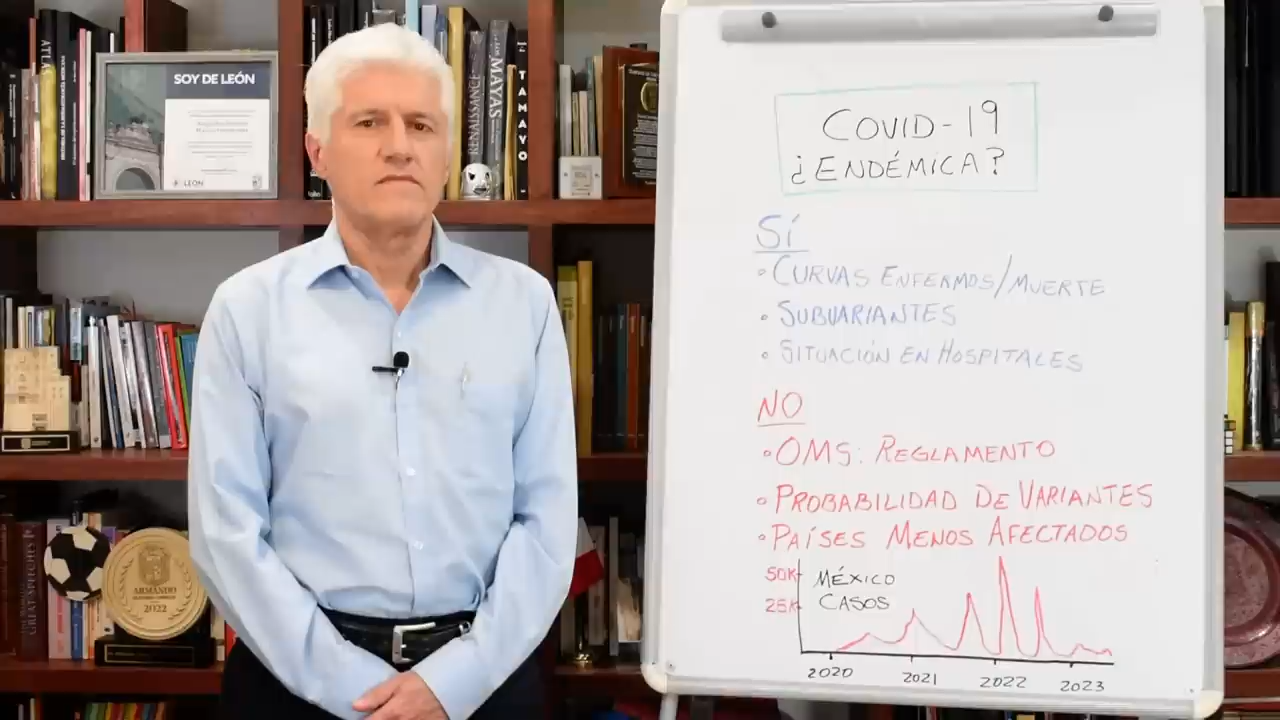 ATLAS
SOY DE LEÓN
LEÓN
RENAISSANCE
MAYAS
TAMAYO
GREAT SPEECHES
ARMANDO
2022
COVID-19
¿ENDÉMICA?
SÍ
• CURVAS ENFERMOS/MUERTE
• SUBVARIANTES
• SITUACIÓN EN HOSPITALES
NO
• OMS: REGLAMENTO
• PROBABILIDAD DE VARIANTES
• PAÍSES MENOS AFECTADOS
50K
MÉXICO
25K
CASOS
2020 2021 2022 2023